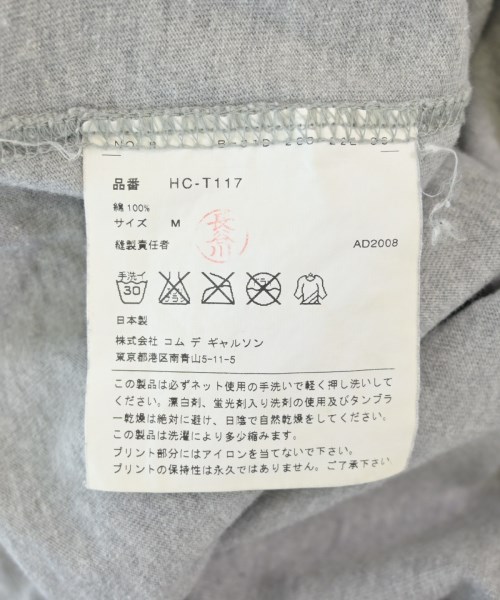 品番 HC-T117
綿 100%
サイズ M
長谷川
縫製責任者 AD2008
手洗イ
30
日本製
株式会社 コム デ ギャルソン
東京都港区南青山5-11-5
この製品は必ずネット使用の手洗いで軽く押し洗いして
ください。漂白剤、蛍光剤入り洗剤の使用及びタンブラ
ー乾燥は絶対に避け、日陰で自然乾燥をしてください。
この製品は洗濯により多少縮みます。
プリント部分にはアイロンを当てないで下さい。
プリントの保持性は永久ではありません。ご了承下さい